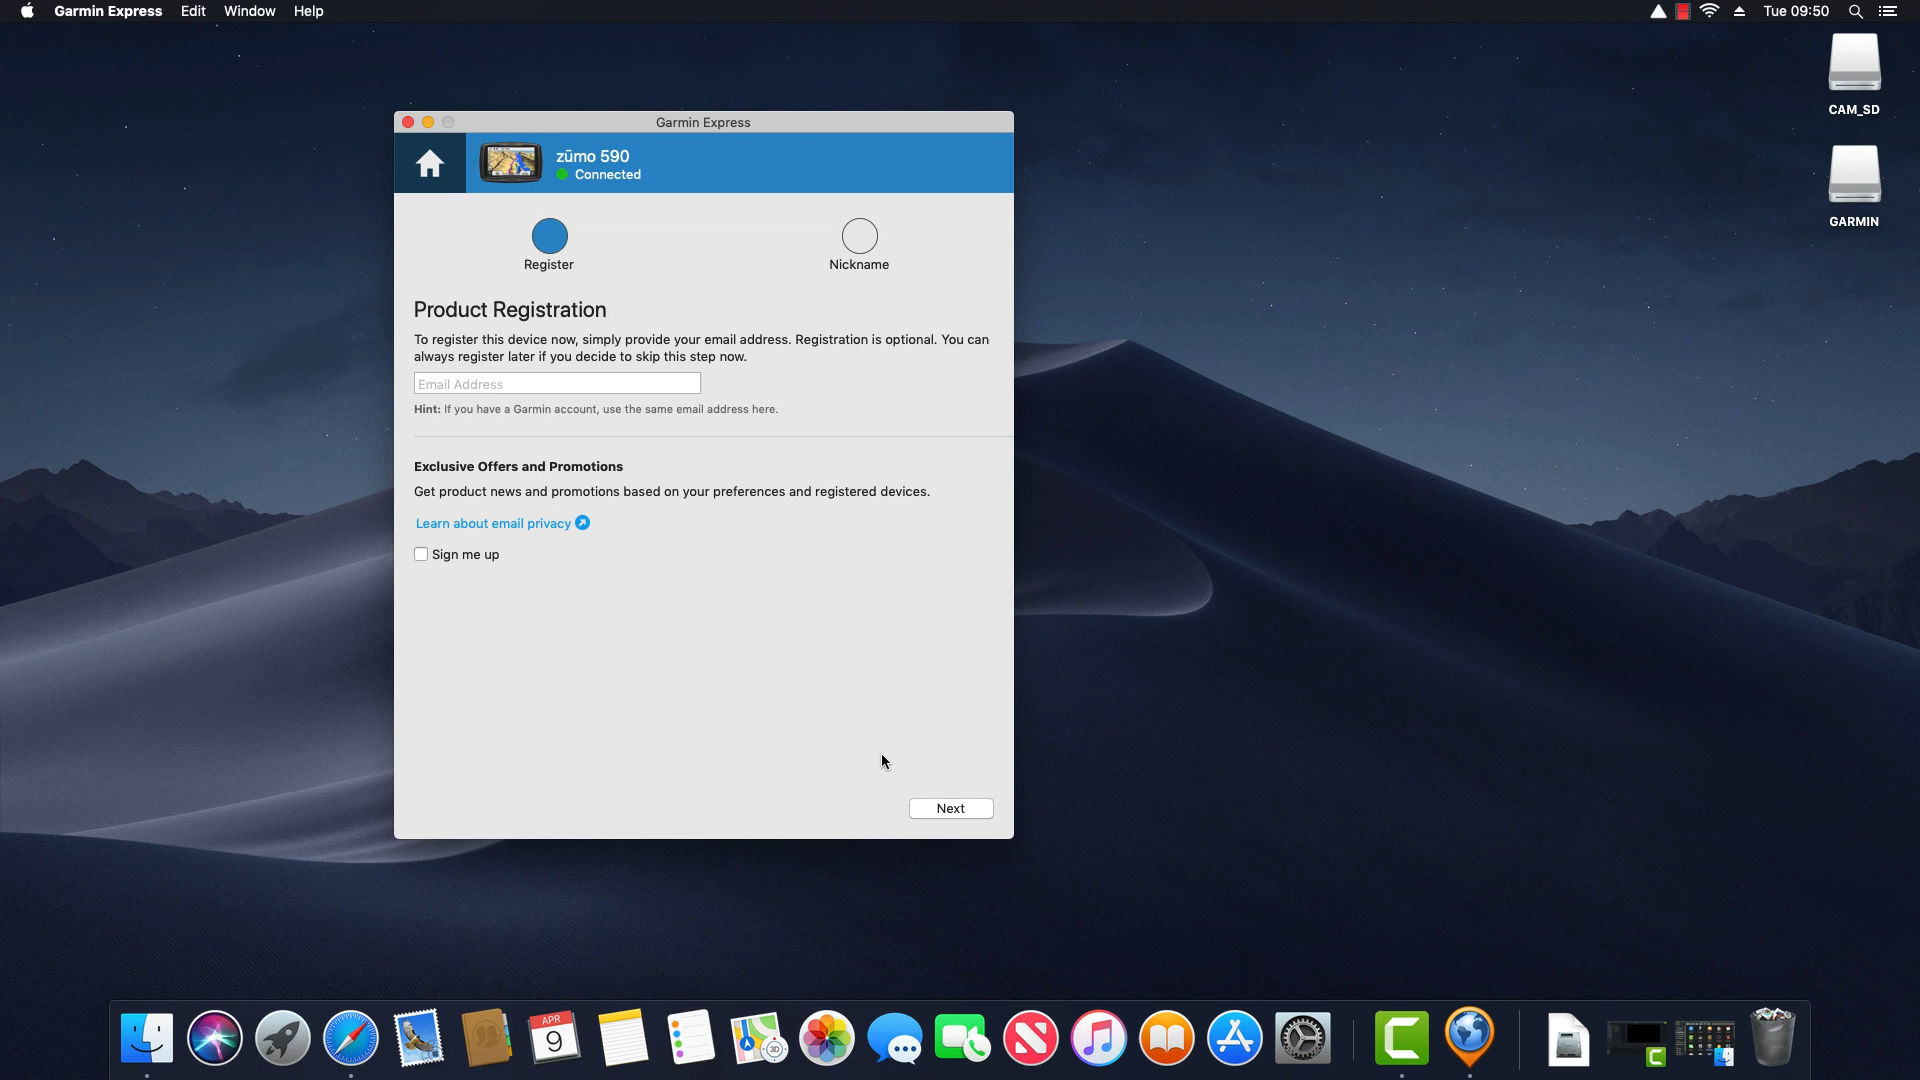 Garmin Express Edit Window Help
Tue 09:50
CAM_SD
GARMIN
Garmin Express
zūmo 590
Connected
Register
Nickname
Product Registration
To register this device now, simply provide your email address. Registration is optional. You can
always register later if you decide to skip this step now.
Email Address
Hint: If you have a Garmin account, use the same email address here.
Exclusive Offers and Promotions
Get product news and promotions based on your preferences and registered devices.
Learn about email privacy
Sign me up
Next
APR
9
3D